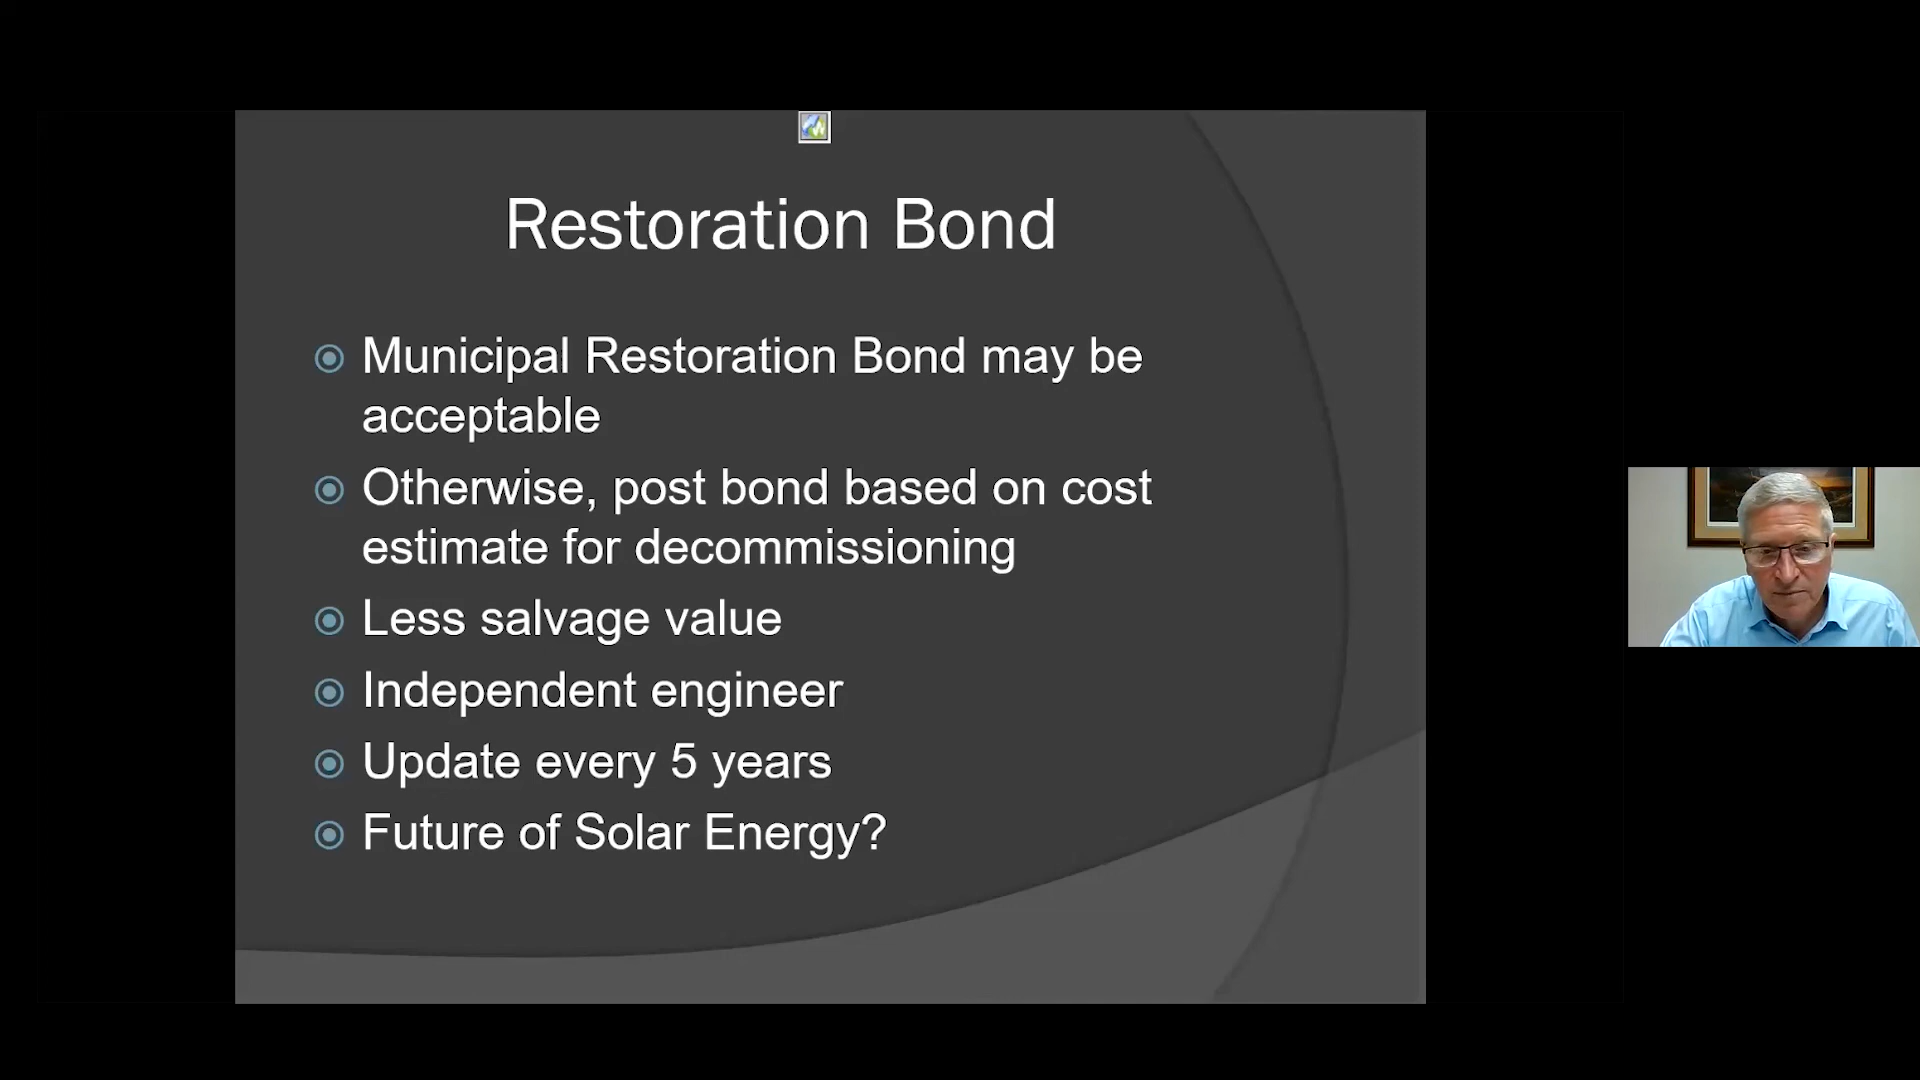 Restoration Bond
Municipal Restoration Bond may be
acceptable
Otherwise, post bond based on cost
estimate for decommissioning
Less salvage value
Independent engineer
Update every 5 years
Future of Solar Energy?